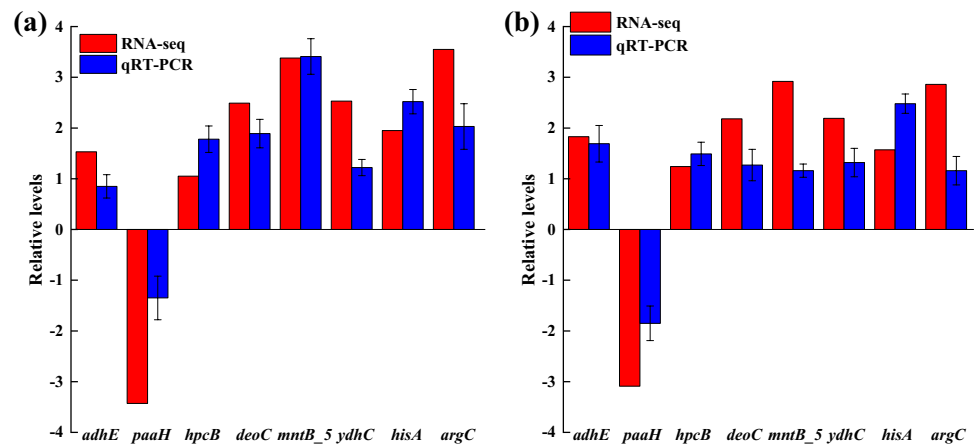 (a)
RNA-seq
qRT-PCR
Relative levels
4
3
2
1
0
-1
-2
-3
-4
adhE paaH hpcB deoC mntB_5 ydhC hisA argC
(b)
RNA-seq
qRT-PCR
Relative levels
4
3
2
1
0
-1
-2
-3
-4
adhE paaH hpcB deoC mntB_5 ydhC hisA argC